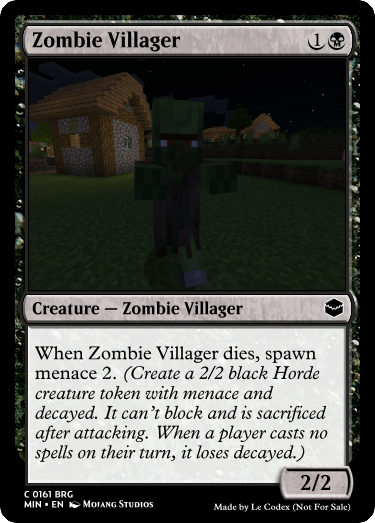 Zombie Villager 1
Creature — Zombie Villager
When Zombie Villager dies, spawn
menace 2. (Create a 2/2 black Horde
creature token with menace and
decayed. It can't block and is sacrificed
after attacking. When a player casts no
spells on their turn, it loses decayed.)
2/2
C 0161 BRG
MIN • EN Mojang Studios
Made by Le Codex (Not For Sale)